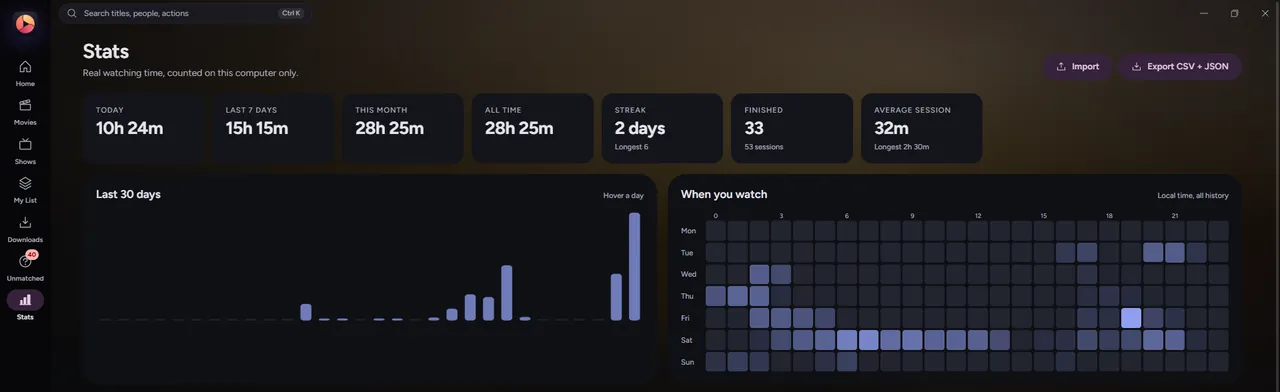 Search titles, people, actions
Ctrl K
Home
Movies
Shows
My List
Downloads
40
Unmatched
Stats
Stats
Real watching time, counted on this computer only.
Import
Export CSV + JSON
TODAY
10h 24m
LAST 7 DAYS
15h 15m
THIS MONTH
28h 25m
ALL TIME
28h 25m
STREAK
2 days
Longest 6
FINISHED
33
53 sessions
AVERAGE SESSION
32m
Longest 2h 30m
Last 30 days
Hover a day
When you watch
Local time, all history
0 3 6 9 12 15 18 21
Mon
Tue
Wed
Thu
Fri
Sat
Sun